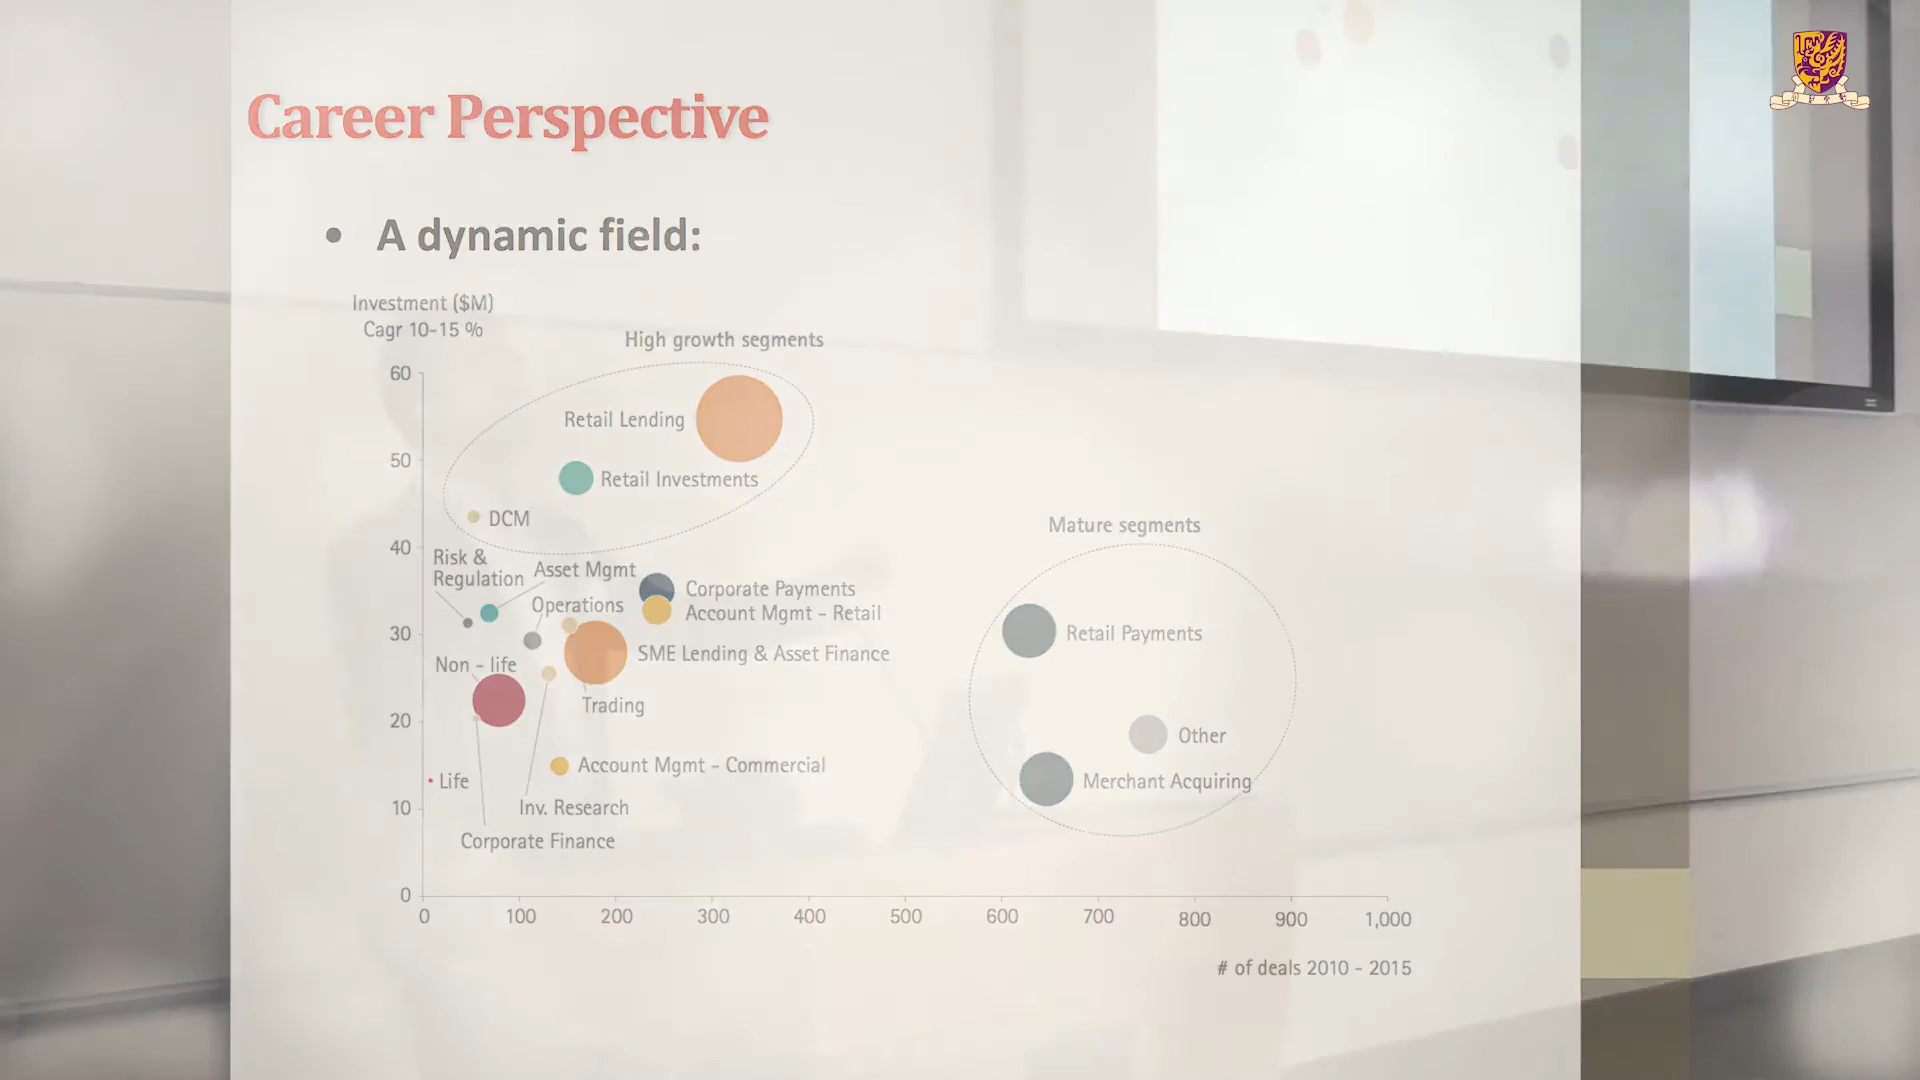 Career Perspective
• A dynamic field:
Investment ($M)
Cagr 10-15 %
High growth segments
60
Retail Lending
50
Retail Investments
DCM
Mature segments
40
Risk &
Regulation
Asset Mgmt
Corporate Payments
Operations
Account Mgmt - Retail
30
Retail Payments
SME Lending & Asset Finance
Non - life
Trading
20
Other
Account Mgmt - Commercial
Life
Merchant Acquiring
10
Inv. Research
Corporate Finance
0
0 100 200 300 400 500 600 700 800 900 1,000
# of deals 2010 - 2015